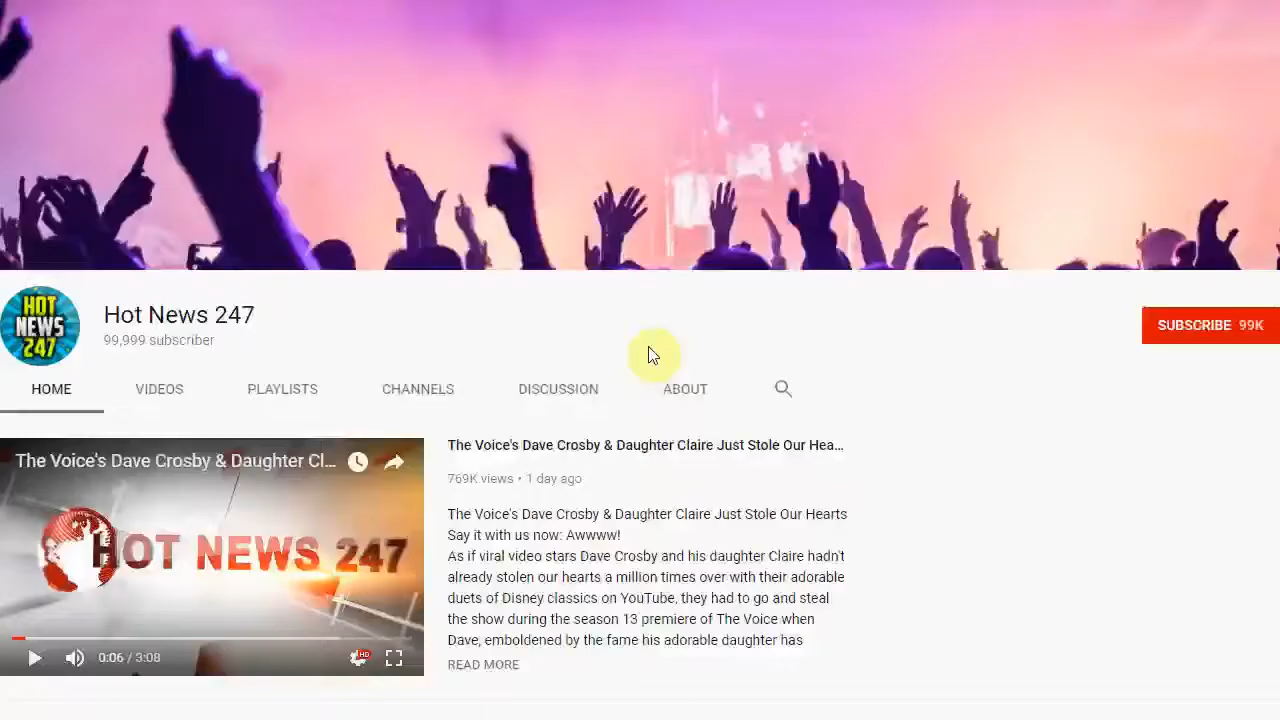 HOT
NEWS
247
Hot News 247
99,999 subscriber
SUBSCRIBE 99K
HOME VIDEOS PLAYLISTS CHANNELS DISCUSSION ABOUT
The Voice's Dave Crosby & Daughter Cl...
HOT NEWS 247
0:06 / 3:08
HD
The Voice's Dave Crosby & Daughter Claire Just Stole Our Hea...
769K views • 1 day ago
The Voice's Dave Crosby & Daughter Claire Just Stole Our Hearts
Say it with us now: Awwww!
As if viral video stars Dave Crosby and his daughter Claire hadn't
already stolen our hearts a million times over with their adorable
duets of Disney classics on YouTube, they had to go and steal
the show during the season 13 premiere of The Voice when
Dave, emboldened by the fame his adorable daughter has
READ MORE